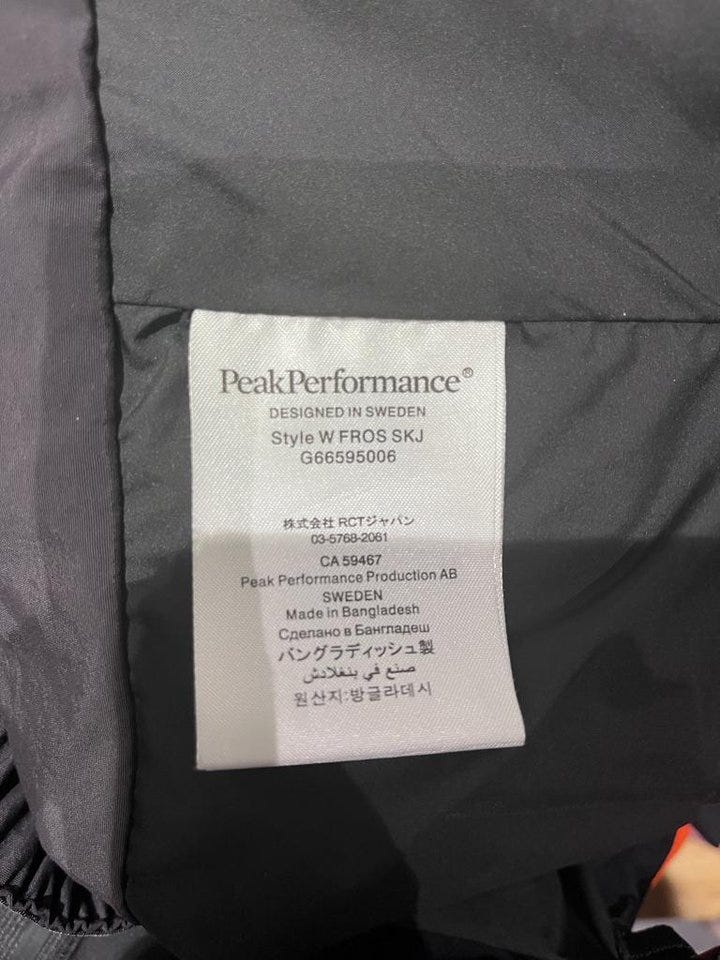 PeakPerformance®
DESIGNED IN SWEDEN
Style W FROS SKJ
G66595006
株式会社 RCTジャパン
03-5768-2061
CA 59467
Peak Performance Production AB
SWEDEN
Made in Bangladesh
Сделано в Бангладеш
バングラディッシュ製
صنع في بنغلادش
원산지:방글라데시